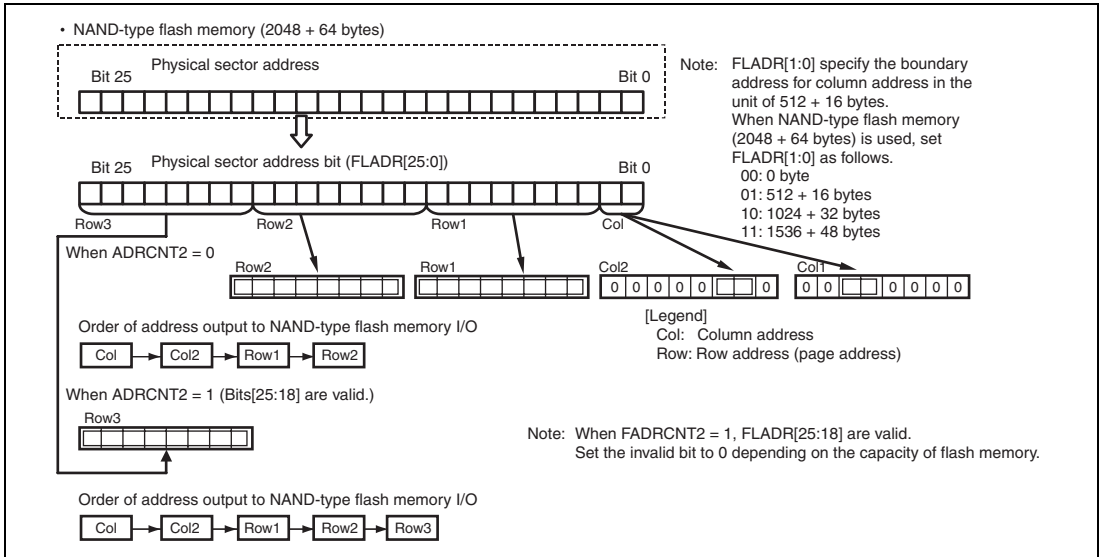 • NAND-type flash memory (2048 + 64 bytes)
Physical sector address
Bit 25 Bit 0
Note: FLADR[1:0] specify the boundary
address for column address in the
unit of 512 + 16 bytes.
When NAND-type flash memory
(2048 + 64 bytes) is used, set
FLADR[1:0] as follows.
00: 0 byte
01: 512 + 16 bytes
10: 1024 + 32 bytes
11: 1536 + 48 bytes
Physical sector address bit (FLADR[25:0])
Bit 25 Bit 0
Row3 Row2 Row1 Col
When ADRCNT2 = 0
Row2 Row1 Col2 Col1
0 0 0 0 0 0 0 0 0 0 0 0
[Legend]
Col: Column address
Row: Row address (page address)
Order of address output to NAND-type flash memory I/O
Col Col2 Row1 Row2
When ADRCNT2 = 1 (Bits[25:18] are valid.)
Row3
Note: When FADRCNT2 = 1, FLADR[25:18] are valid.
Set the invalid bit to 0 depending on the capacity of flash memory.
Order of address output to NAND-type flash memory I/O
Col Col2 Row1 Row2 Row3